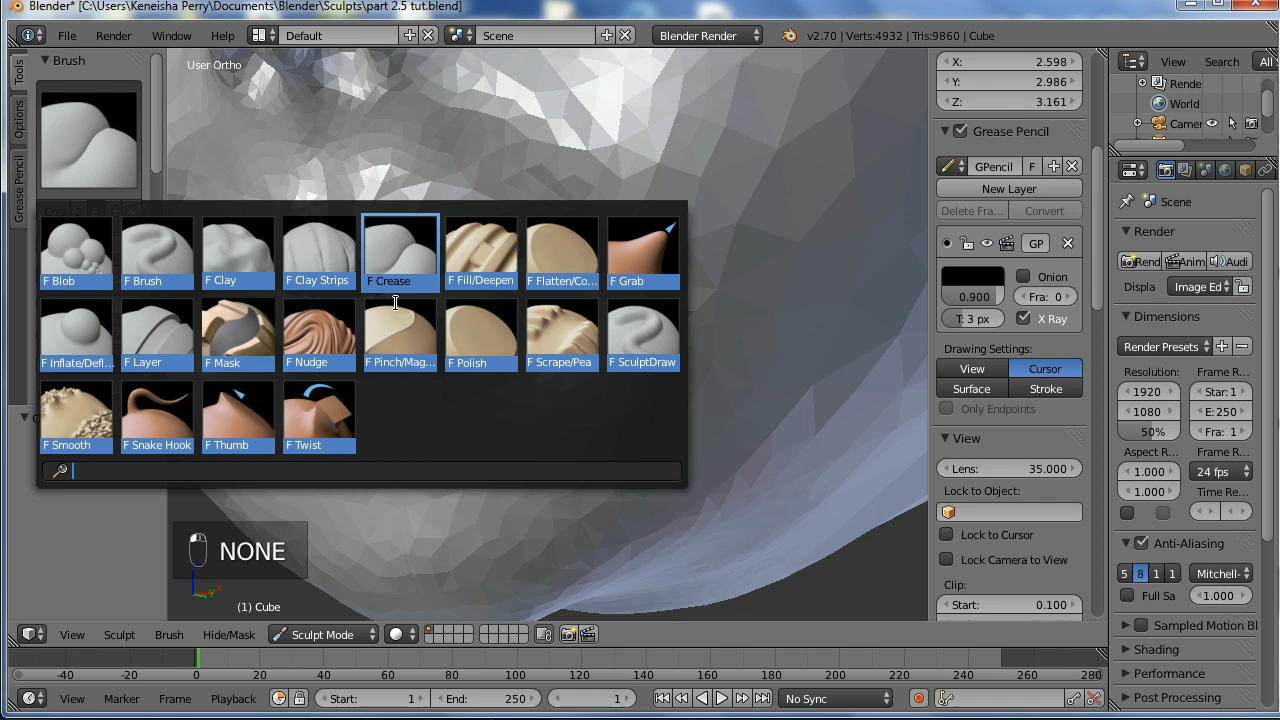 Blender* [C:\Users\Keneisha Perry\Documents\Blender\Sculpts\part 2.5 tut.blend]
File Render Window Help Default Scene Blender Render v2.70 | Verts:4932 | Tris:9860 | Cube
Tools
Options
Grease Pencil
Brush
User Ortho
F Blob F Brush F Clay F Clay Strips F Crease F Fill/Deepen F Flatten/Co... F Grab
F Inflate/Defl... F Layer F Mask F Nudge F Pinch/Mag... F Polish F Scrape/Pea F SculptDraw
F Smooth F Snake Hook F Thumb F Twist
NONE
(1) Cube
X: 2.598
Y: 2.986
Z: 3.161
Grease Pencil
GPencil F
New Layer
Delete Fra... Convert
GP
Onion
0.900 Fra: 0
T: 3 px X Ray
Drawing Settings:
View Cursor
Surface Stroke
Only Endpoints
View
Lens: 35.000
Lock to Object:
Lock to Cursor
Lock Camera to View
Clip:
Start: 0.100
View Search All
Rende
World
Camer
Scene
Render
Rend Anim Audi
Displa Image Ed
Dimensions
Render Presets
Resolution: Frame R...
1920 Star: 1
1080 E: 250
50% Fra: 1
Aspect R... Frame R...
1.000 24 fps
1.000 Time Re...
Anti-Aliasing
5 8 1 1 Mitchell-
Full Sa 1.000
Sampled Motion Bl
Shading
Performance
Post Processing
View Sculpt Brush Hide/Mask Sculpt Mode
-40 -20 0 20 40 60 80 100 120 140 160 180 200 220 240 260 280
View Marker Frame Playback Start: 1 End: 250 1 No Sync